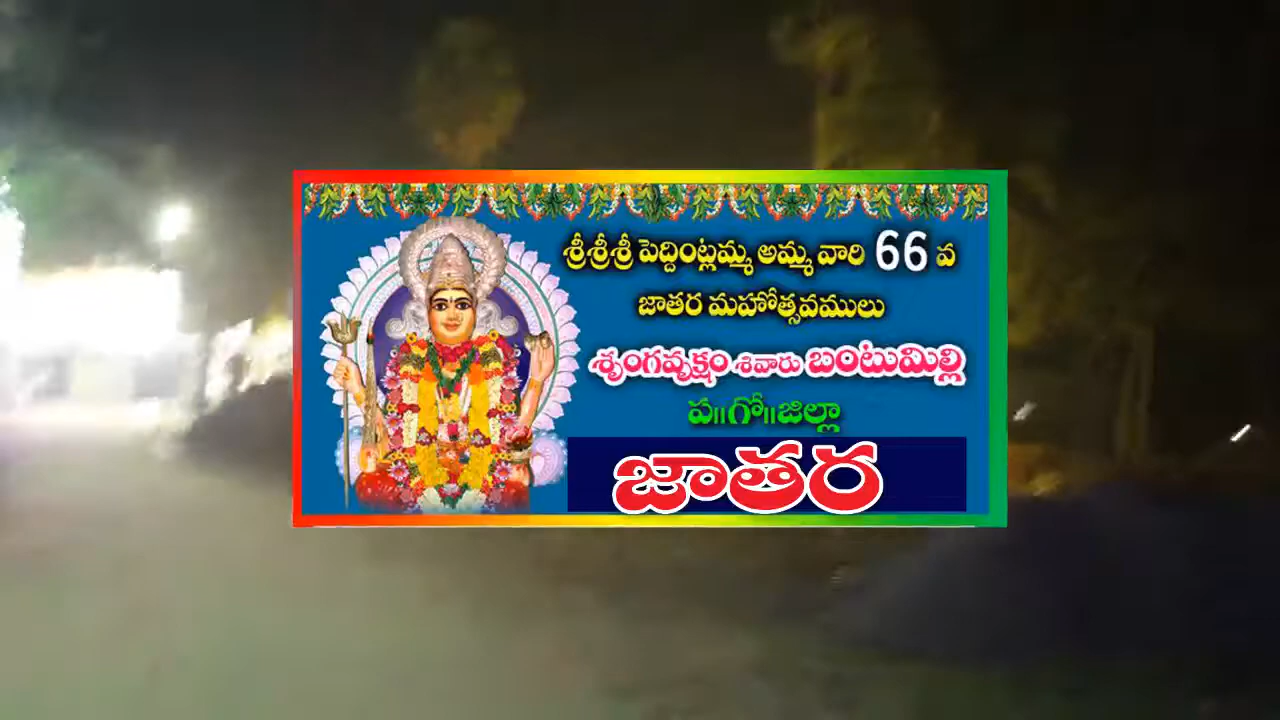 శ్రీశ్రీశ్రీ పెద్దింట్లమ్మ అమ్మ వారి 66 వ
జాతర మహోత్సవములు
శృంగవృక్షం శివారు బంటుమిల్లి
ప॥గో॥జిల్లా
జాతర